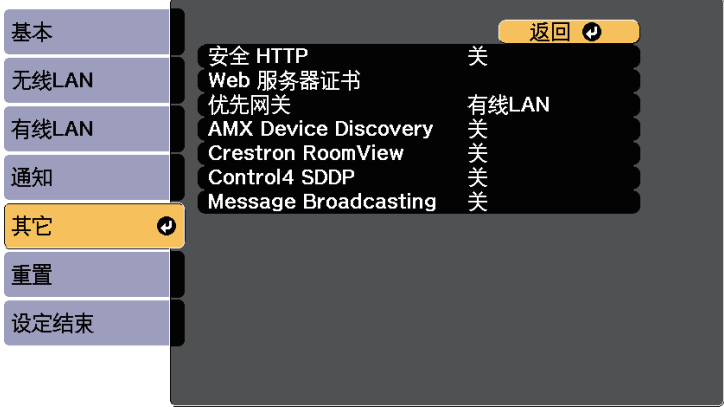 基本
无线LAN
有线LAN
通知
其它
重置
设定结束
返回
安全 HTTP 关
Web 服务器证书
优先网关 有线LAN
AMX Device Discovery 关
Crestron RoomView 关
Control4 SDDP 关
Message Broadcasting 关